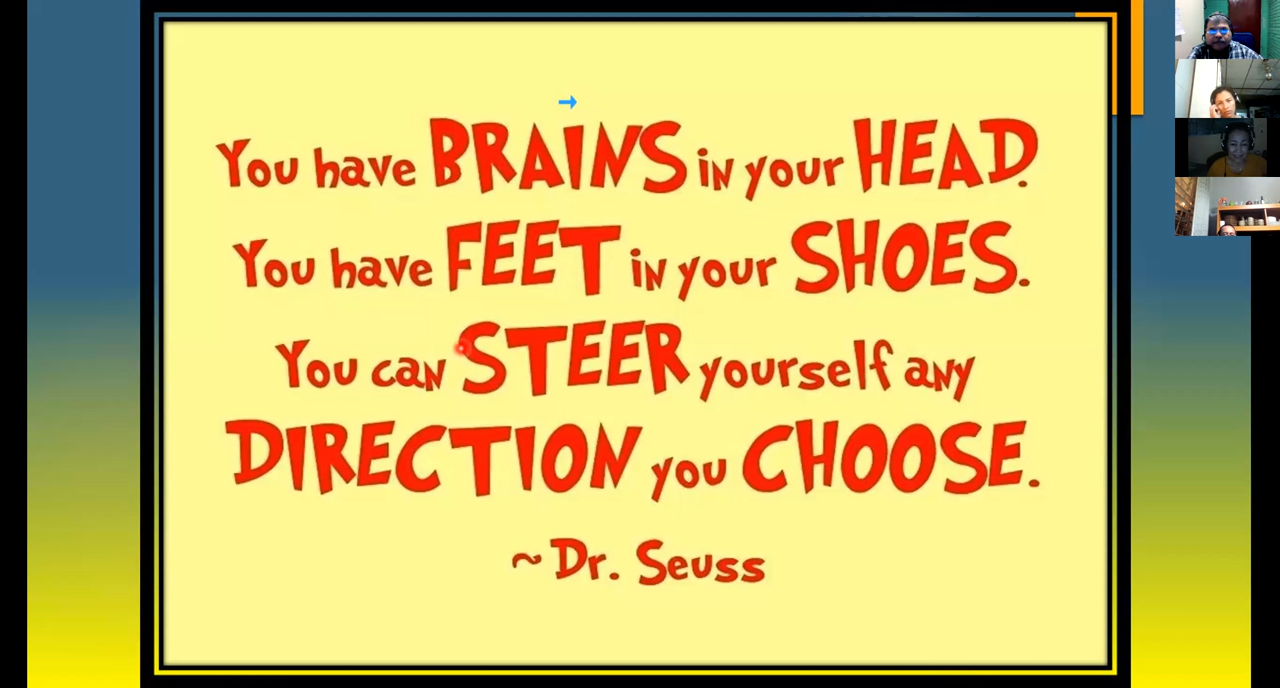 You have BRAINS in your HEAD.
You have FEET in your SHOES.
You can STEER yourself any
DIRECTION you CHOOSE.
~ Dr. Seuss